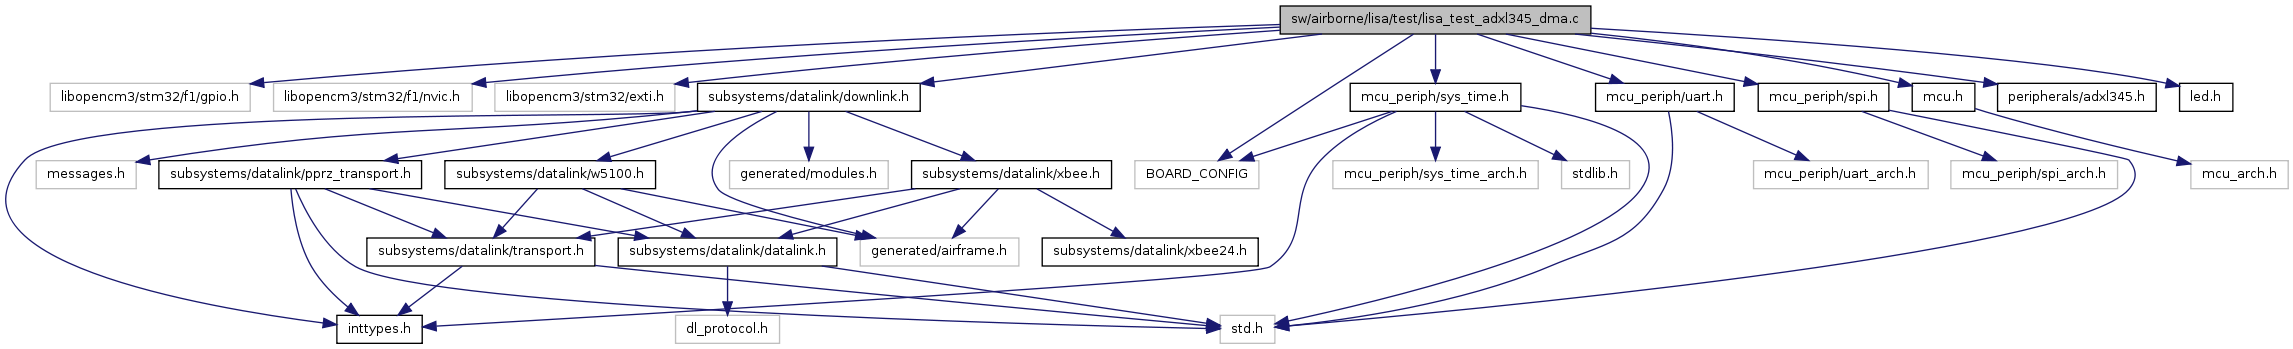 sw/airborne/lisa/test/lisa_test_adxl345_dma.c
libopencm3/stm32/f1/gpio.h
libopencm3/stm32/f1/nvic.h
libopencm3/stm32/exti.h
subsystems/datalink/downlink.h
mcu_periph/sys_time.h
mcu_periph/uart.h
mcu_periph/spi.h
mcu.h
peripherals/adxl345.h
led.h
messages.h
subsystems/datalink/pprz_transport.h
subsystems/datalink/w5100.h
generated/modules.h
subsystems/datalink/xbee.h
BOARD_CONFIG
mcu_periph/sys_time_arch.h
stdlib.h
mcu_periph/uart_arch.h
mcu_periph/spi_arch.h
mcu_arch.h
subsystems/datalink/transport.h
subsystems/datalink/datalink.h
generated/airframe.h
subsystems/datalink/xbee24.h
inttypes.h
dl_protocol.h
std.h